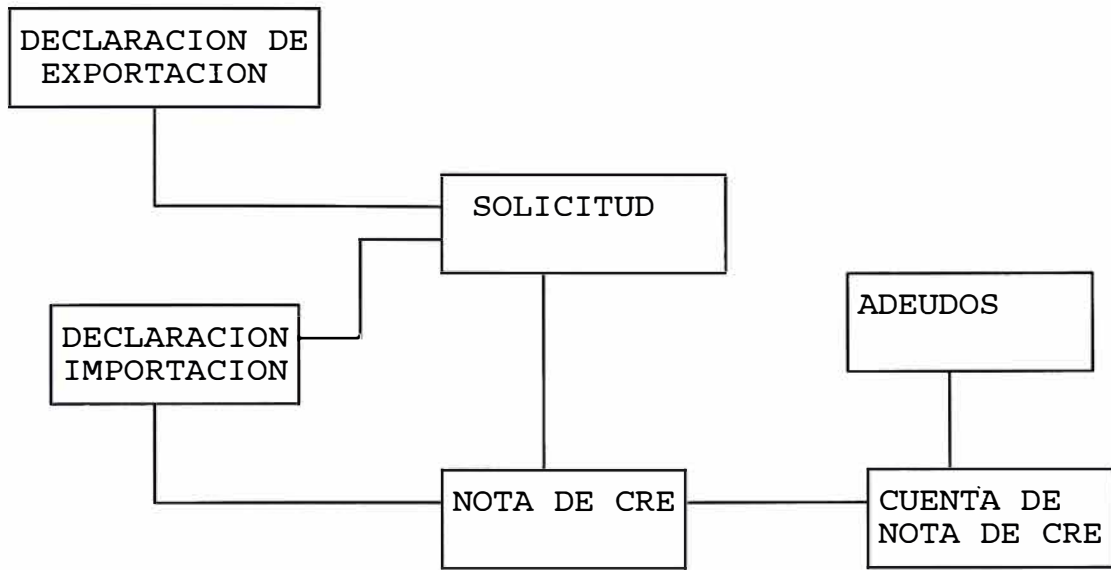 DECLARACION DE
EXPORTACION
SOLICITUD
ADEUDOS
DECLARACION
IMPORTACION
NOTA DE CRE
CUENTA DE
NOTA DE CRE